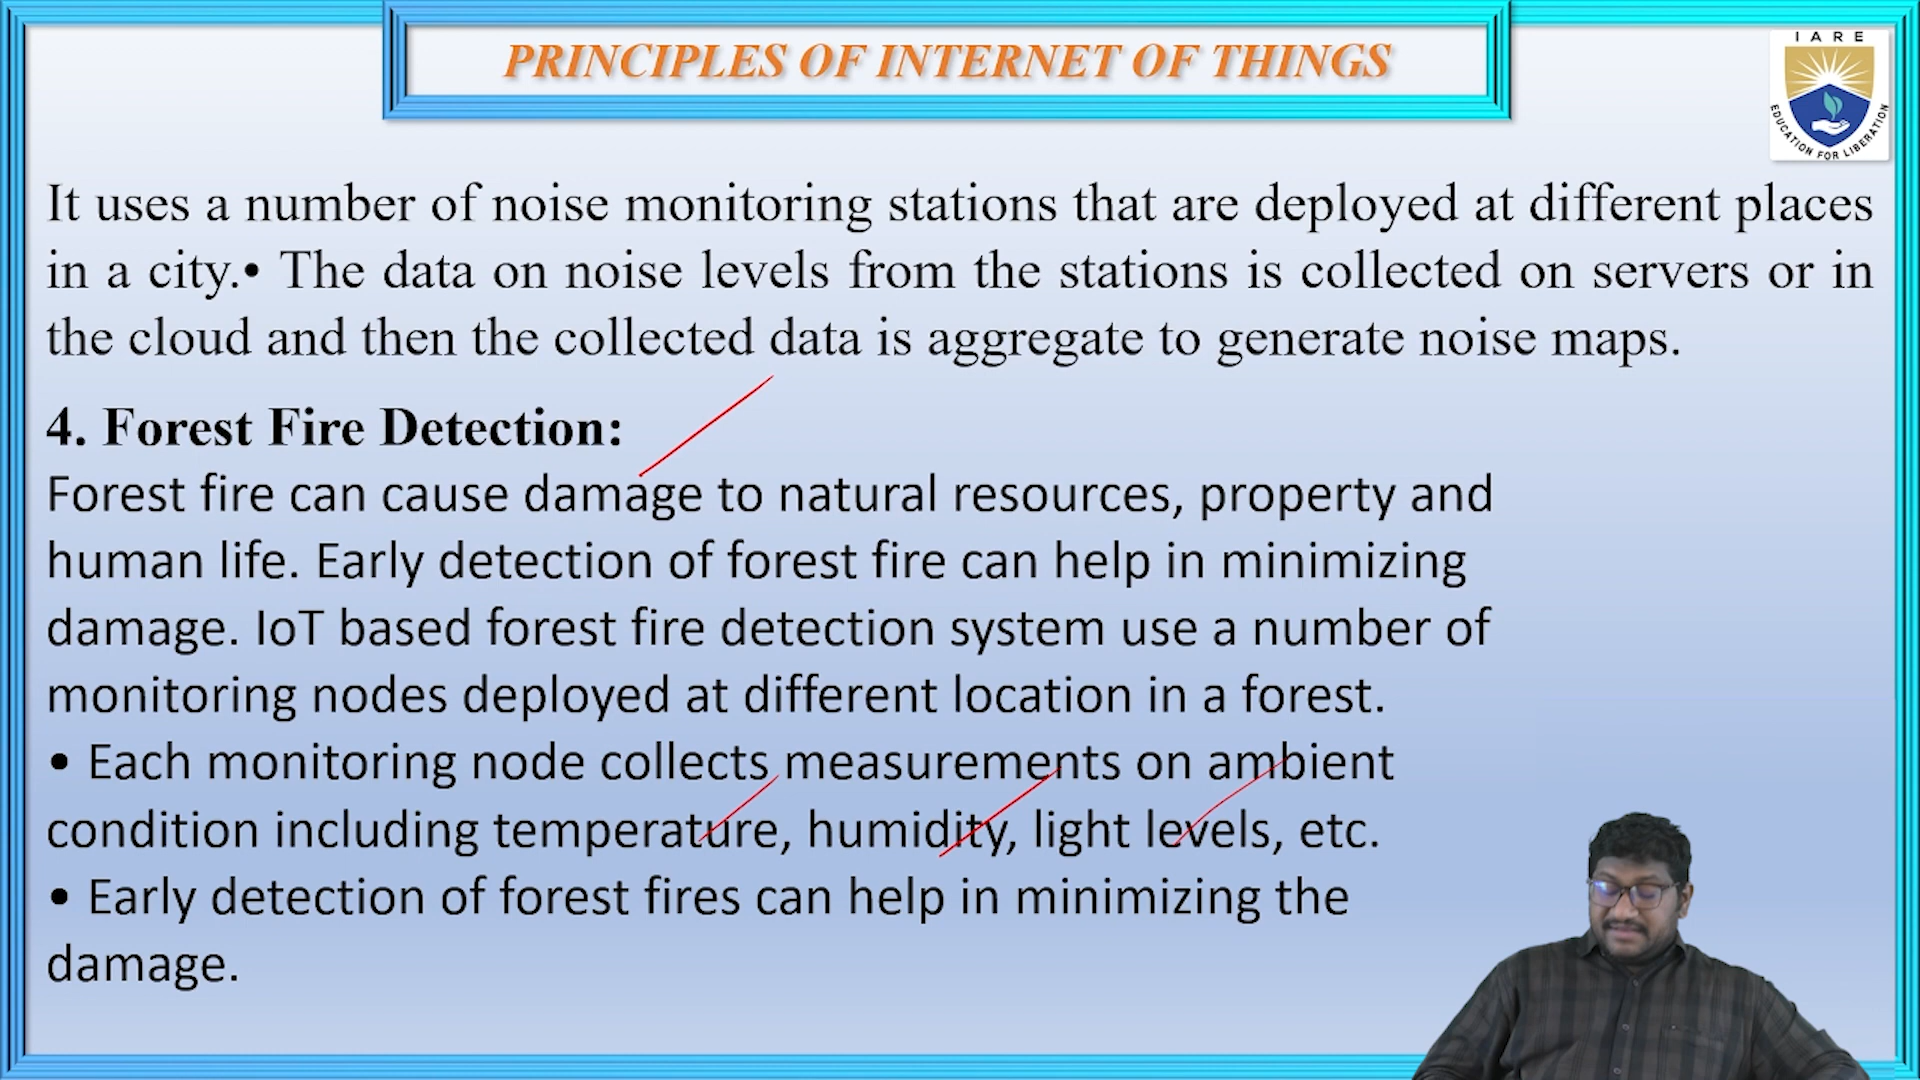 PRINCIPLES OF INTERNET OF THINGS
IARE
EDUCATION FOR LIBERATION
It uses a number of noise monitoring stations that are deployed at different places
in a city.• The data on noise levels from the stations is collected on servers or in
the cloud and then the collected data is aggregate to generate noise maps.
4. Forest Fire Detection:
Forest fire can cause damage to natural resources, property and
human life. Early detection of forest fire can help in minimizing
damage. IoT based forest fire detection system use a number of
monitoring nodes deployed at different location in a forest.
• Each monitoring node collects measurements on ambient
condition including temperature, humidity, light levels, etc.
• Early detection of forest fires can help in minimizing the
damage.